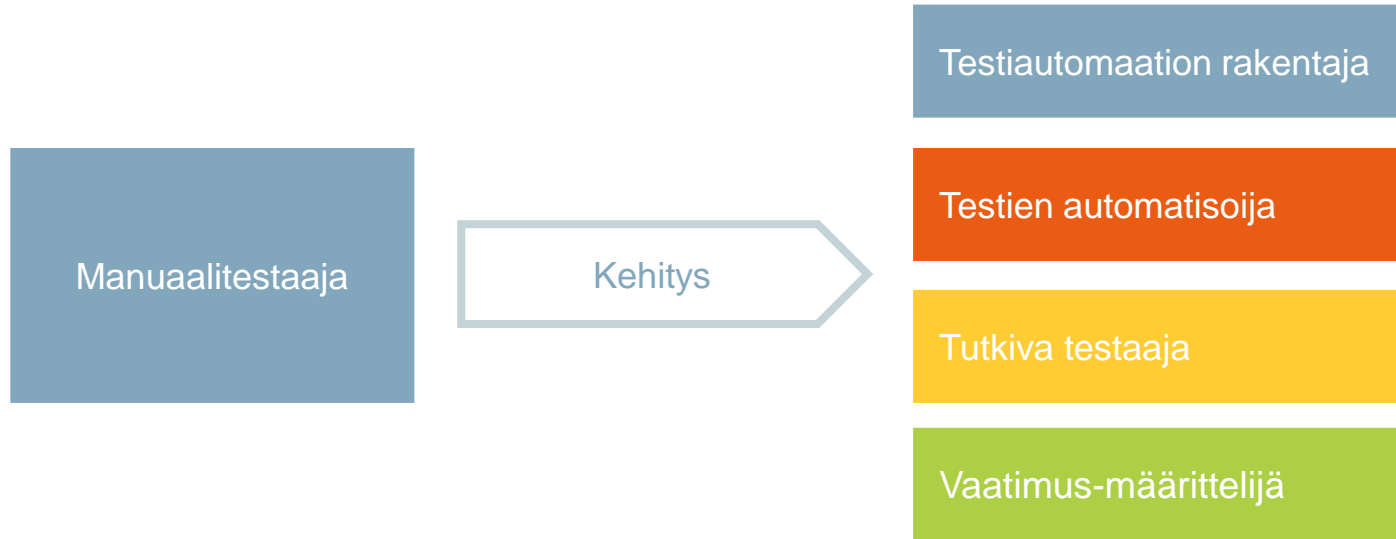 Manuaalitestaaja
Kehitys
Testiautomaation rakentaja
Testien automatisoija
Tutkiva testaaja
Vaatimus-määrittelijä